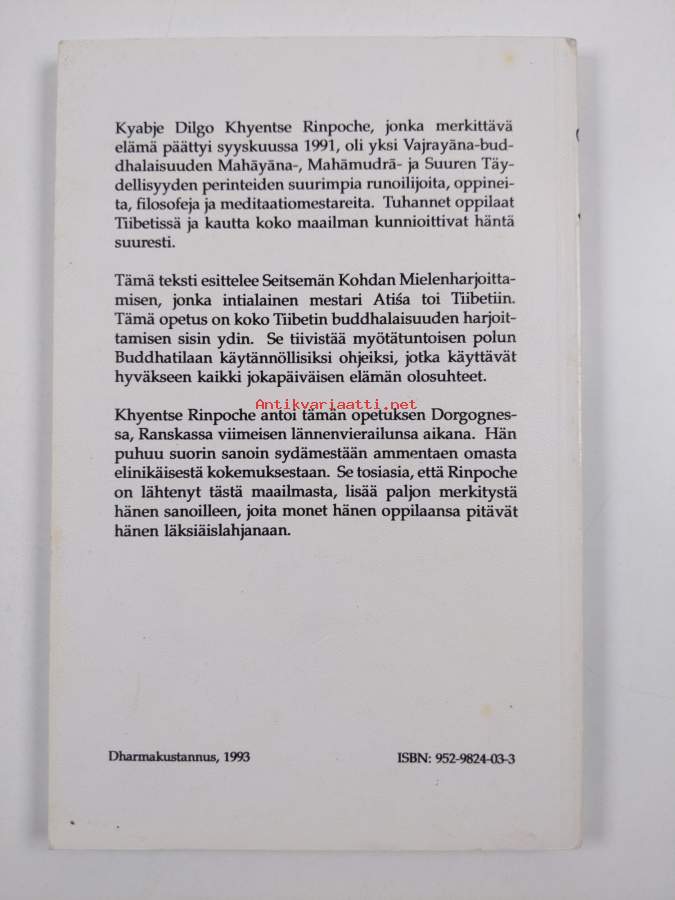 Kyabje Dilgo Khyentse Rinpoche, jonka merkittävä
elämä päättyi syyskuussa 1991, oli yksi Vajrayāna-bud-
dhalaisuuden Mahāyāna-, Mahāmudrā- ja Suuren Täy-
dellisyyden perinteiden suurimpia runoilijoita, oppinei-
ta, filosofeja ja meditaatiomestareita. Tuhannet oppilaat
Tiibetissä ja kautta koko maailman kunnioittivat häntä
suuresti.
Tämä teksti esittelee Seitsemän Kohdan Mielenharjoitta-
misen, jonka intialainen mestari Atiśa toi Tiibetiin.
Tämä opetus on koko Tiibetin buddhalaisuuden harjoit-
tamisen sisin ydin. Se tiivistää myötätuntoisen polun
Buddhatilaan käytännöllisiksi ohjeiksi, jotka käyttävät
hyväkseen kaikki jokapäiväisen elämän olosuhteet.
Antikvariaatti.net
Khyentse Rinpoche antoi tämän opetuksen Dorgognes-
sa, Ranskassa viimeisen lännenvierailunsa aikana. Hän
puhuu suorin sanoin sydämestään ammentaen omasta
elinikäisestä kokemuksestaan. Se tosiasia, että Rinpoche
on lähtenyt tästä maailmasta, lisää paljon merkitystä
hänen sanoilleen, joita monet hänen oppilaansa pitävät
hänen läksiäislahjanaan.
Dharmakustannus, 1993
ISBN: 952-9824-03-3